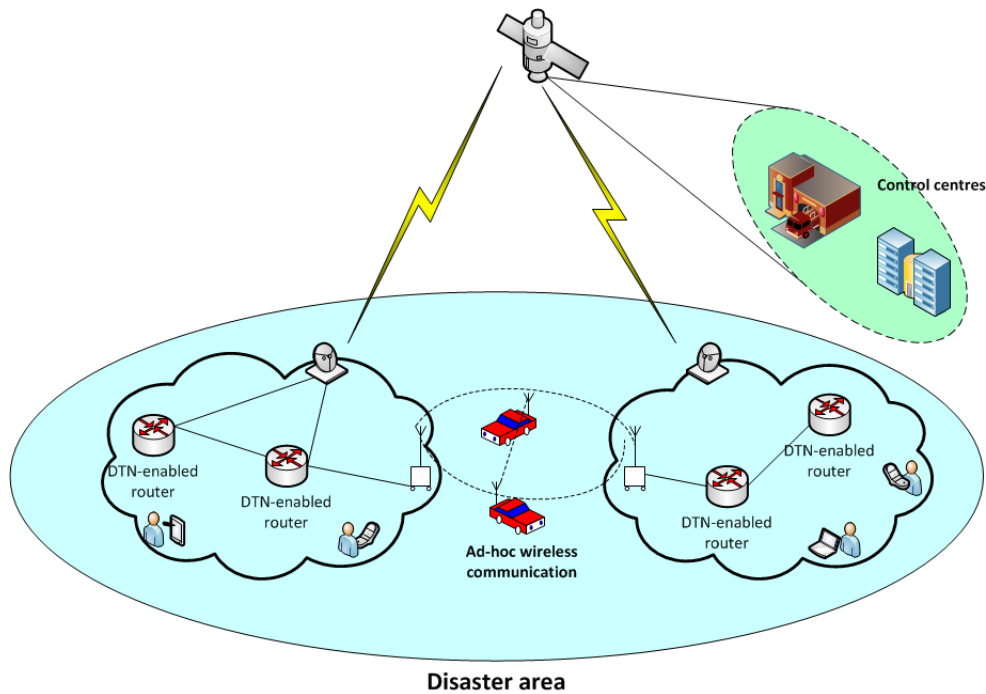 Control centres
DTN-enabled
router
DTN-enabled
router
DTN-enabled
router
DTN-enabled
router
Ad-hoc wireless
communication
Disaster area